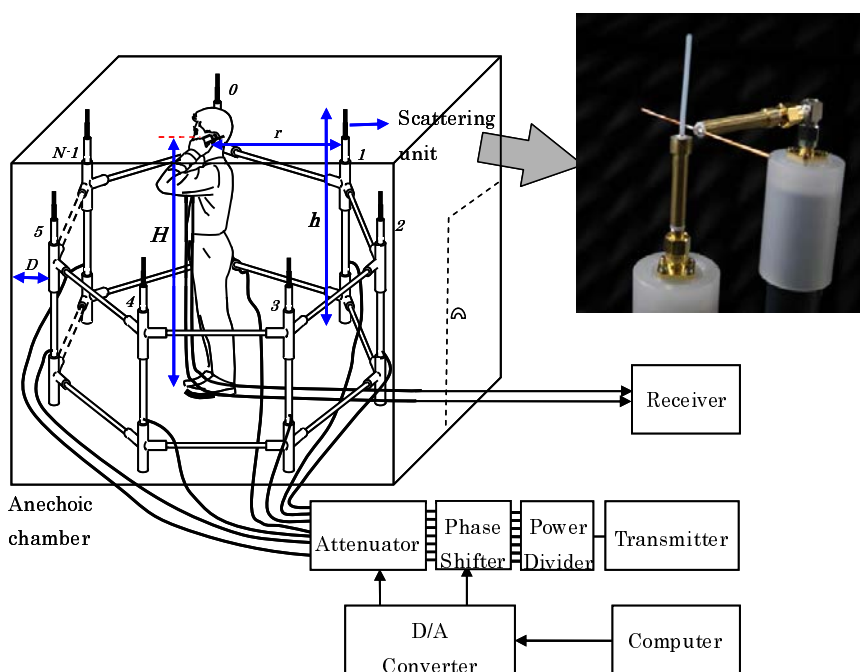 0
N-1
r
Scattering
unit
1
H
h
2
5
D
4
3
Receiver
Anechoic
chamber
Attenuator
Phase
Shifter
Power
Divider
Transmitter
D/A
Converter
Computer